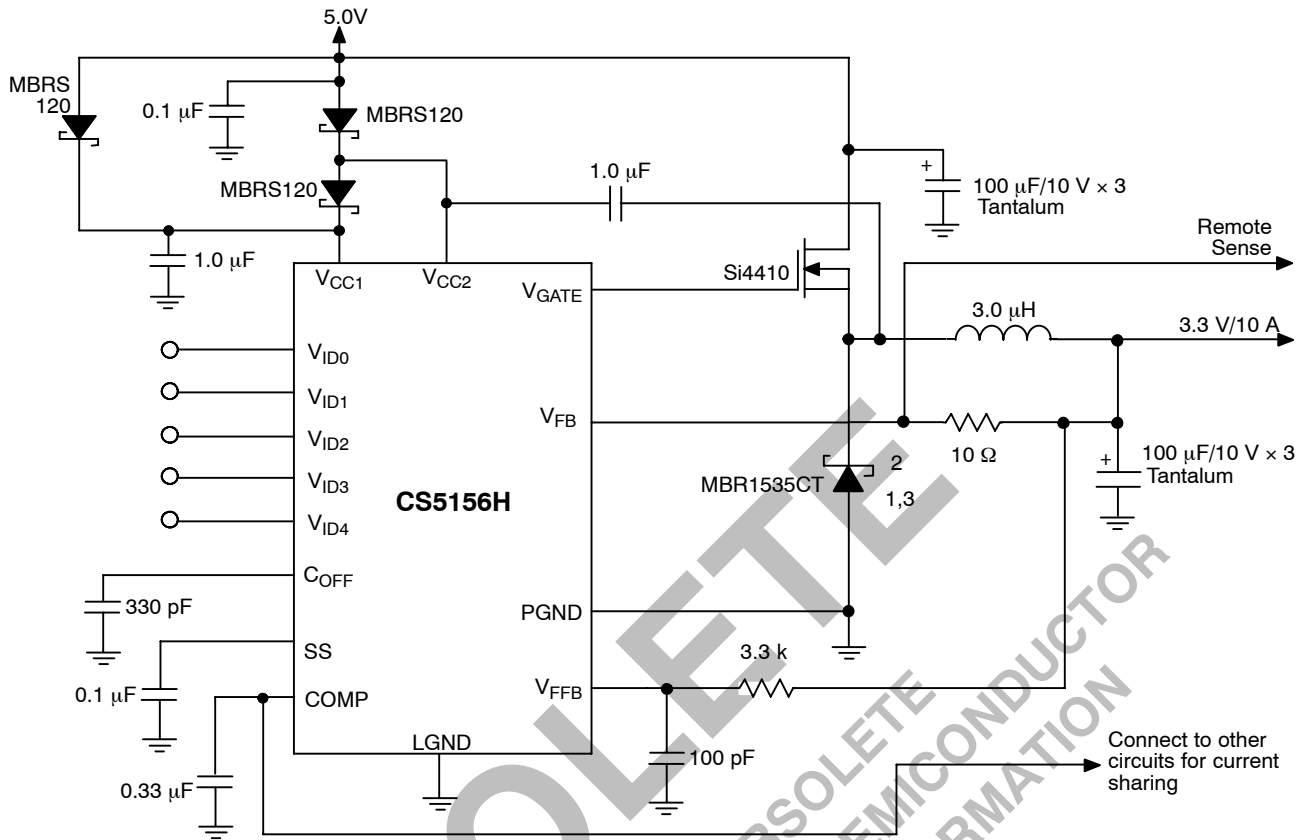 5.0V
MBRS
120
0.1 μF
MBRS120
MBRS120
1.0 μF
1.0 μF
+
100 μF/10 V × 3
Tantalum
Remote
Sense
Si4410
VCC1
VCC2
VGATE
3.0 μH
3.3 V/10 A
VID0
VID1
VID2
VID3
VID4
VFB
10 Ω
+
100 μF/10 V × 3
Tantalum
CS5156H
MBR1535CT
2
1,3
COFF
330 pF
PGND
SS
0.1 μF
COMP
VFFB
3.3 k
LGND
100 pF
0.33 μF
Connect to other
circuits for current
sharing
OLETE